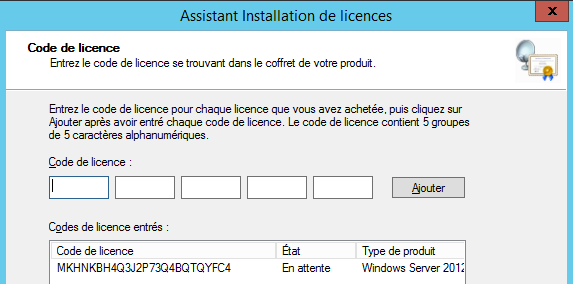 Assistant Installation de licences
x
Code de licence
Entrez le code de licence se trouvant dans le coffret de votre produit.
Entrez le code de licence pour chaque licence que vous avez achetée, puis cliquez sur
Ajouter après avoir entré chaque code de licence. Le code de licence contient 5 groupes
de 5 caractères alphanumériques.
Code de licence :
Ajouter
Codes de licence entrés :
Code de licence État Type de produit
MKHNKBH4Q3J2P73Q4BQTQYFC4 En attente Windows Server 2012